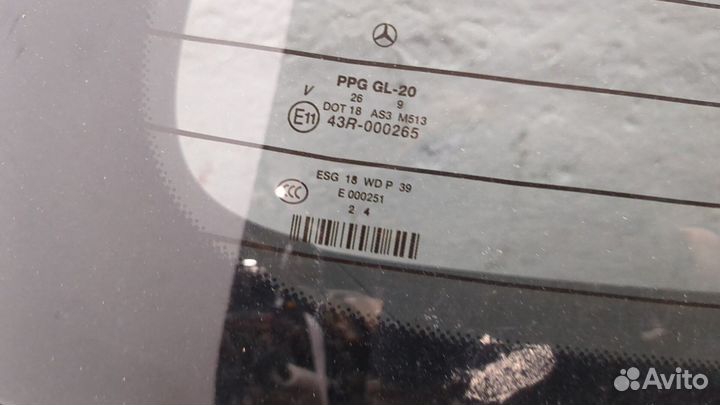 PPG GL-20
26 9
V
DOT 18 AS3 M513
E11
43R-000265
CCC
ESG 18 WD P 39
E 000251
2 4
Avito